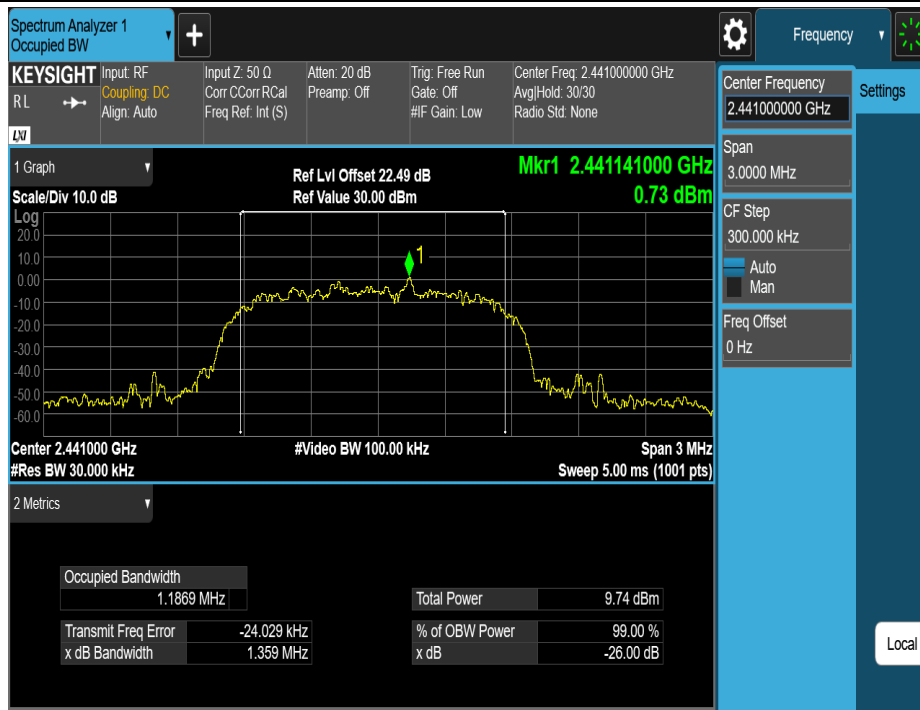 Spectrum Analyzer 1
Occupied BW
+
Frequency
KEYSIGHT
R L
LXI
Input: RF
Coupling: DC
Align: Auto
Input Z: 50 Ω
Corr CCorr RCal
Freq Ref: Int (S)
Atten: 20 dB
Preamp: Off
Trig: Free Run
Gate: Off
#IF Gain: Low
Center Freq: 2.441000000 GHz
Avg|Hold: 30/30
Radio Std: None
Center Frequency
2.441000000 GHz
Settings
Span
3.0000 MHz
CF Step
300.000 kHz
Auto
Man
Freq Offset
0 Hz
Local
1 Graph
Scale/Div 10.0 dB
Ref Lvl Offset 22.49 dB
Ref Value 30.00 dBm
Mkr1 2.441141000 GHz
0.73 dBm
Log
20.0
10.0
0.00
-10.0
-20.0
-30.0
-40.0
-50.0
-60.0
1
Center 2.441000 GHz
#Video BW 100.00 kHz
Span 3 MHz
#Res BW 30.000 kHz
Sweep 5.00 ms (1001 pts)
2 Metrics
Occupied Bandwidth
1.1869 MHz
Total Power 9.74 dBm
Transmit Freq Error -24.029 kHz
% of OBW Power 99.00 %
x dB Bandwidth 1.359 MHz
x dB -26.00 dB